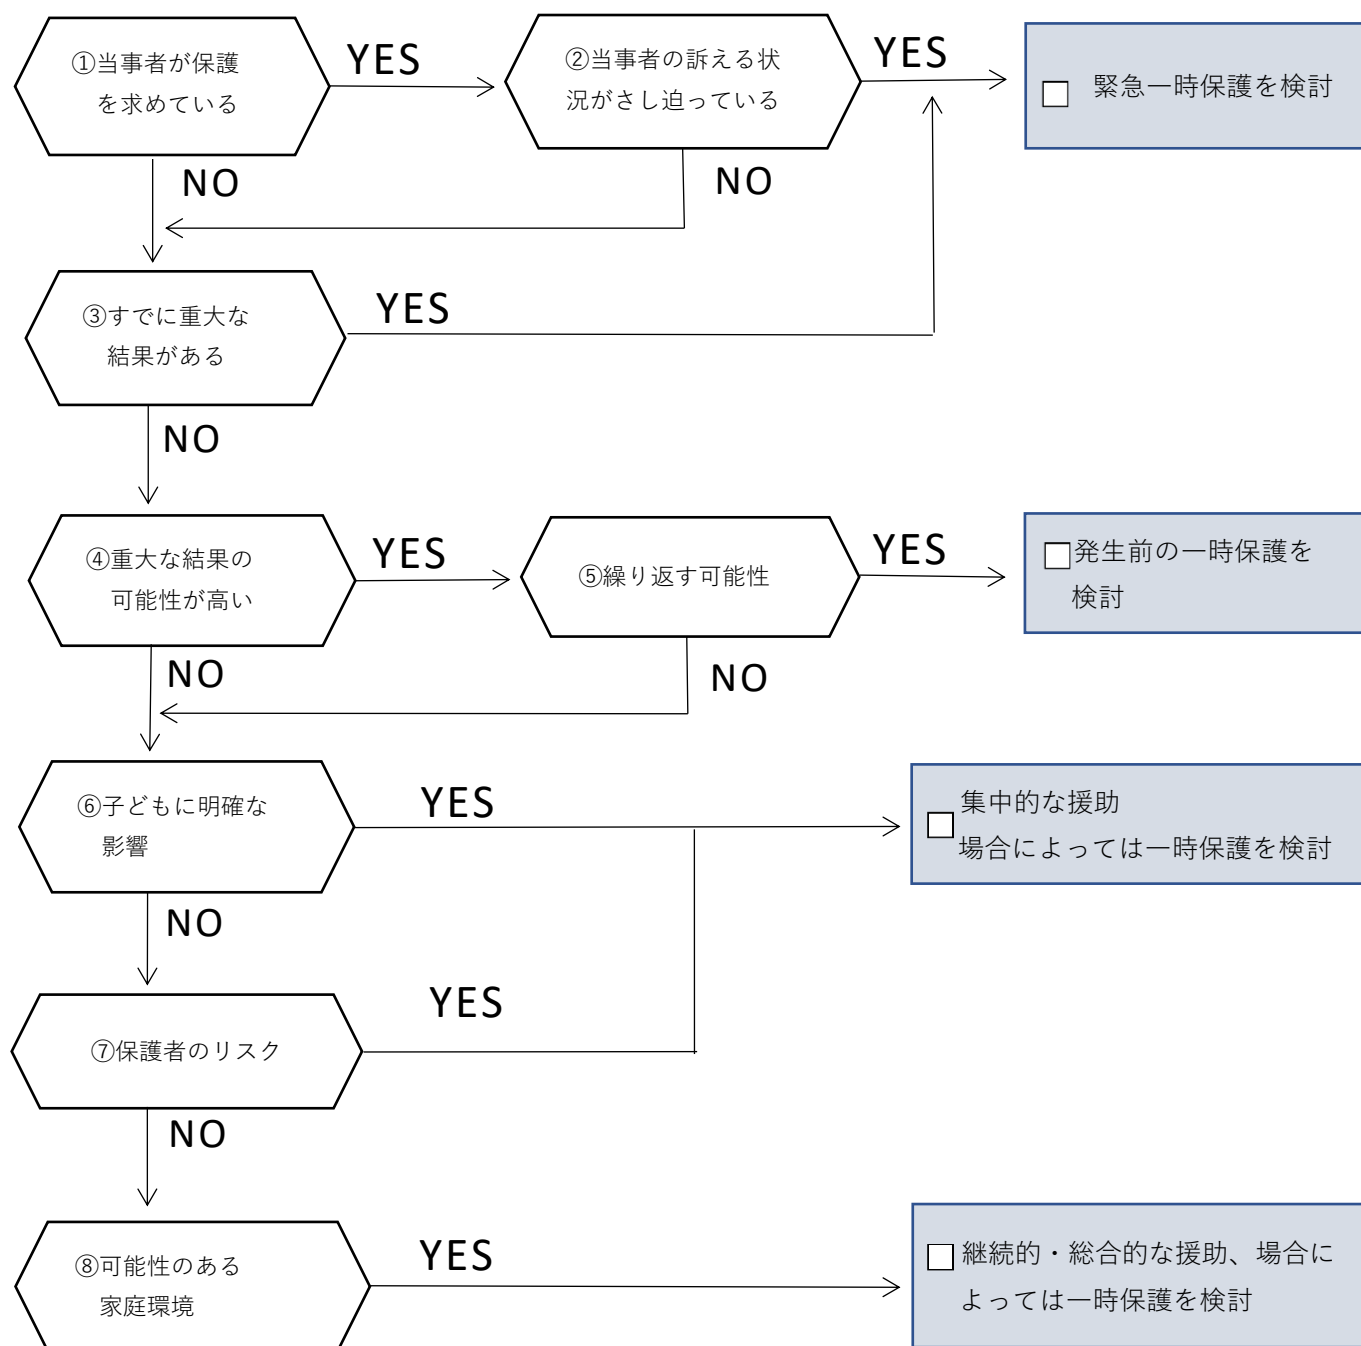 ①当事者が保護
を求めている
YES
②当事者の訴える状
況がさし迫っている
YES
緊急一時保護を検討
NO
NO
③すでに重大な
結果がある
YES
NO
④重大な結果の
可能性が高い
YES
⑤繰り返す可能性
YES
発生前の一時保護を
検討
NO
NO
⑥子どもに明確な
影響
YES
集中的な援助
場合によっては一時保護を検討
NO
⑦保護者のリスク
YES
NO
⑧可能性のある
家庭環境
YES
継続的・総合的な援助、場合に
よっては一時保護を検討